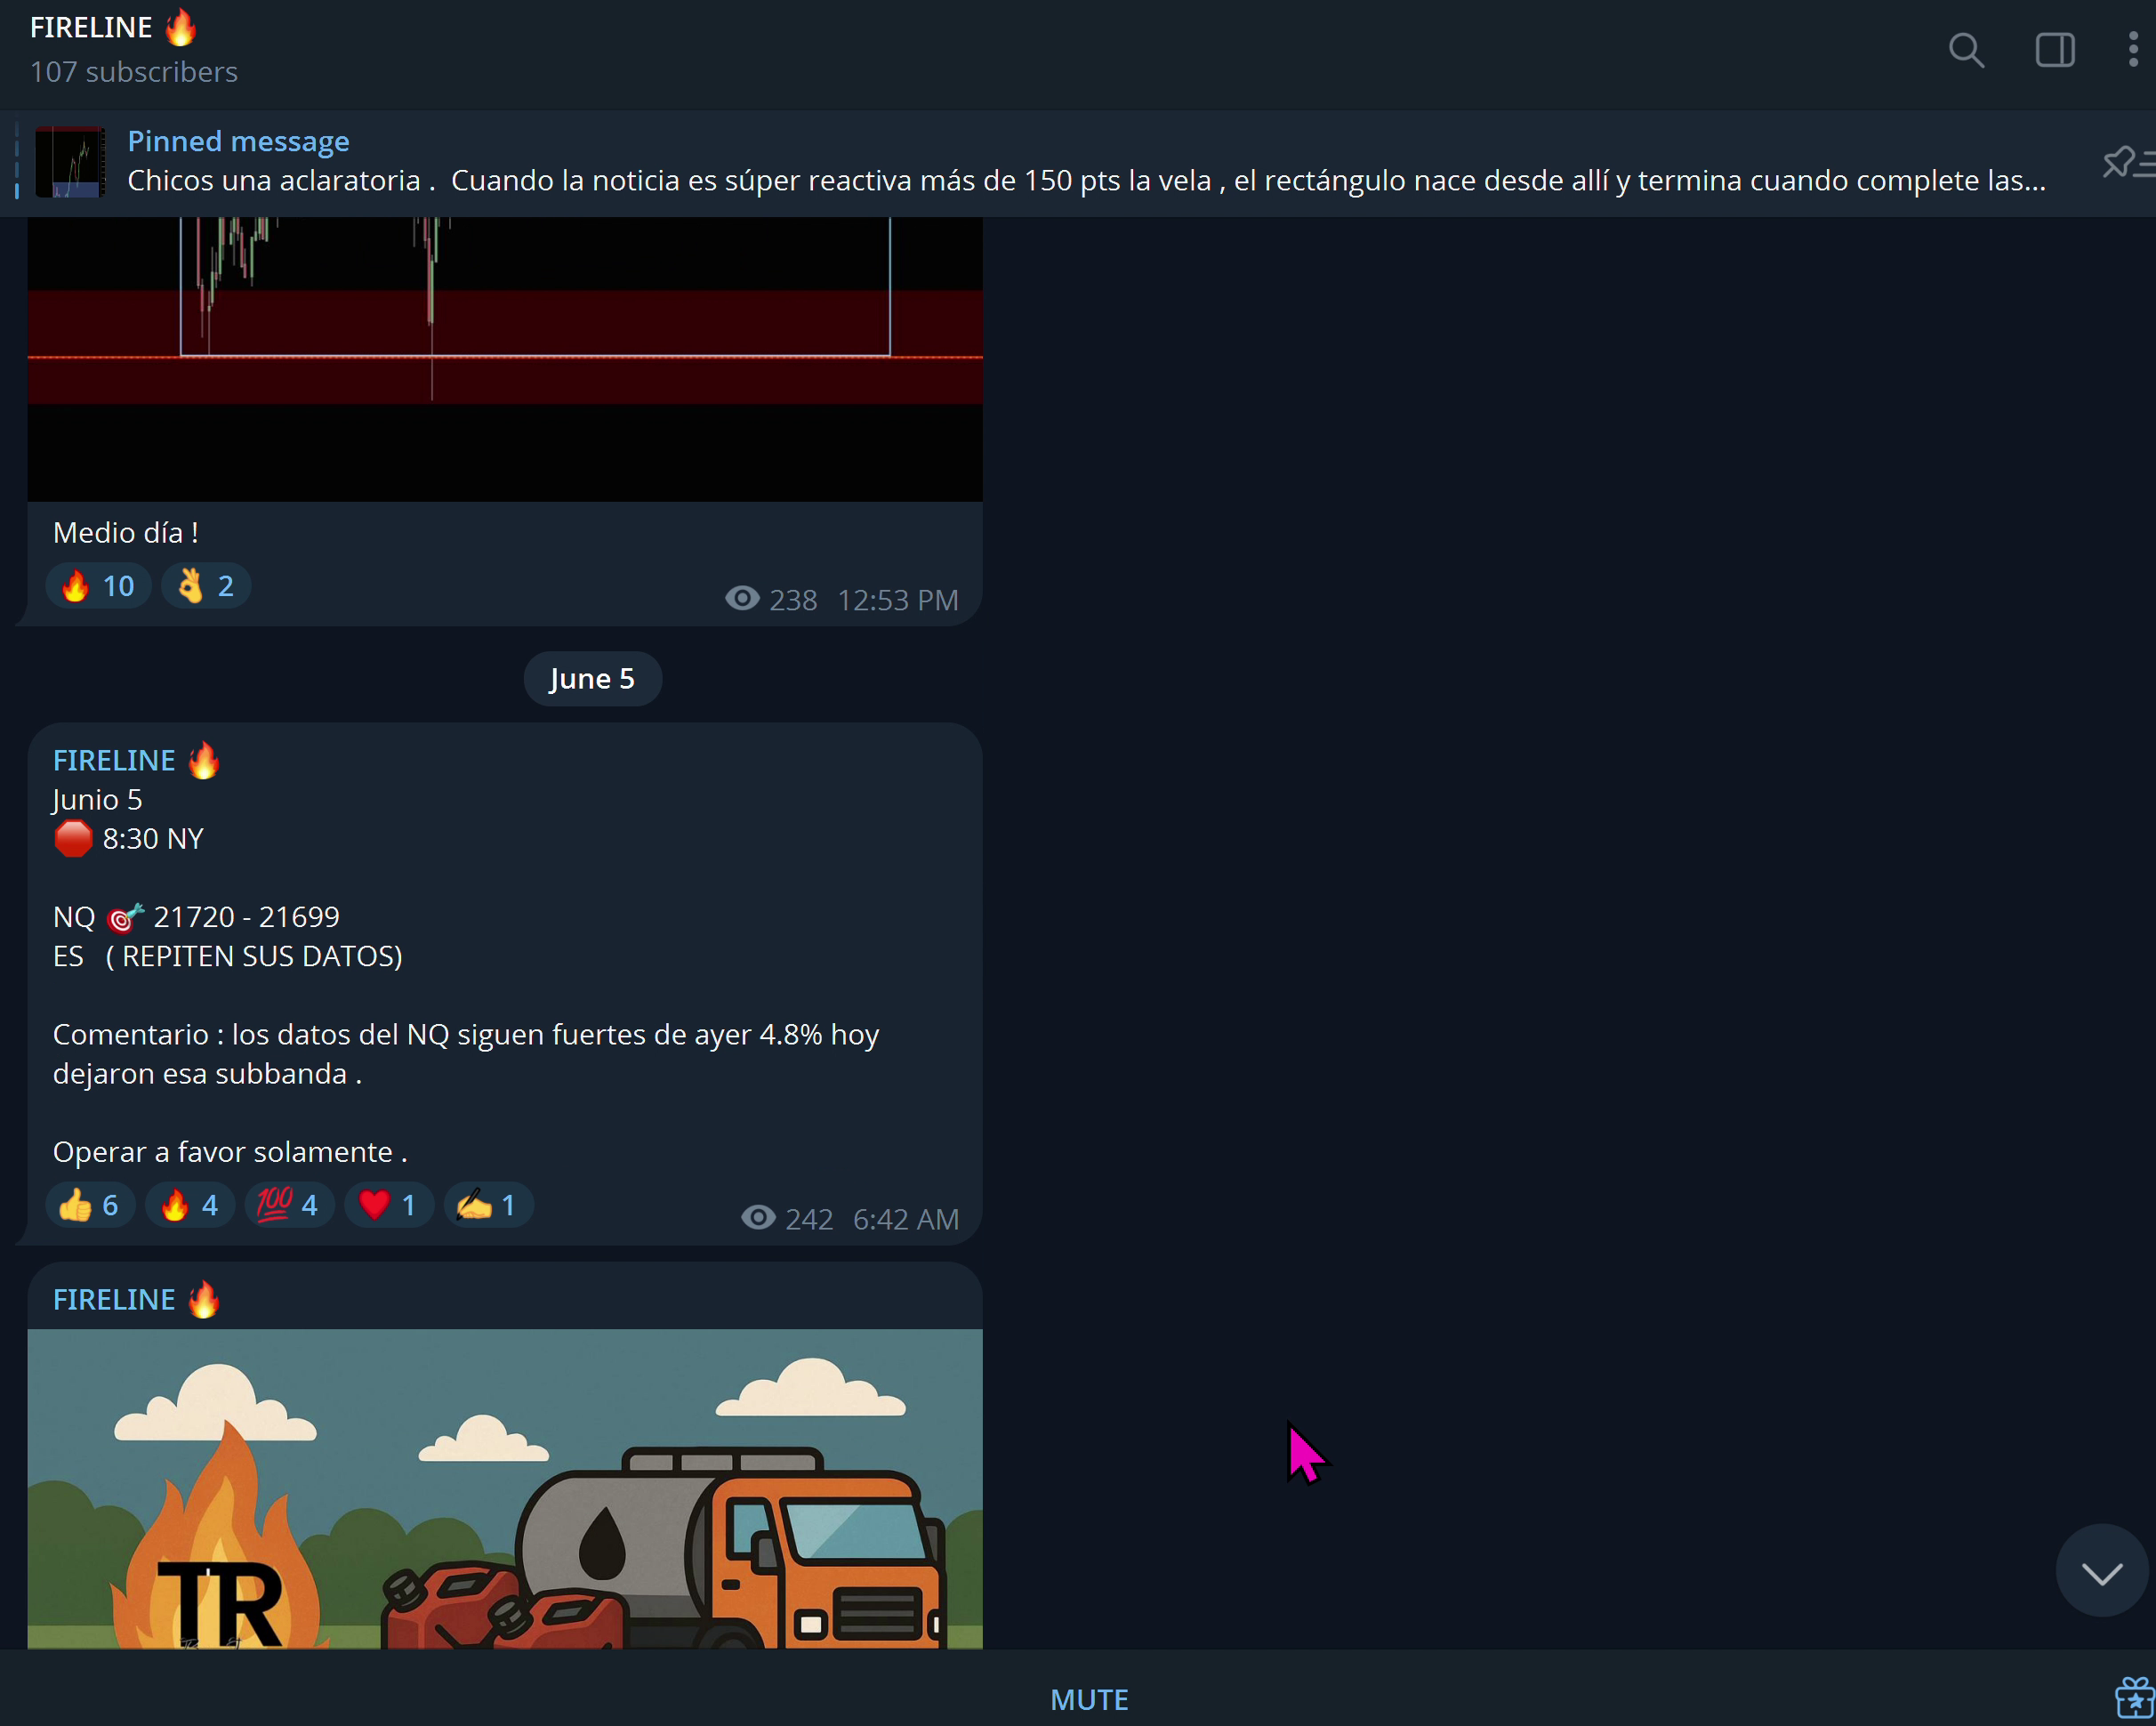 FIRELINE 🔥
107 subscribers
Pinned message
Chicos una aclaratoria .  Cuando la noticia es súper reactiva más de 150 pts la vela , el rectángulo nace desde allí y termina cuando complete las...
Medio día !
🔥 10 👌 2
238 12:53 PM
June 5
FIRELINE 🔥
Junio 5
🛑 8:30 NY
NQ 🎯 21720 - 21699
ES   ( REPITEN SUS DATOS)
Comentario : los datos del NQ siguen fuertes de ayer 4.8% hoy
dejaron esa subbanda .
Operar a favor solamente .
👍 6 🔥 4 💯 4 ❤️ 1 ✍️ 1
242 6:42 AM
FIRELINE 🔥
TR
MUTE